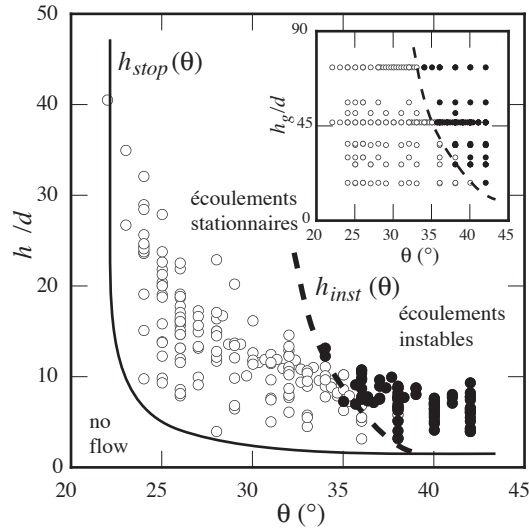 50
40
30
20
10
0
h /d
20
25
30
35
40
45
θ (°)
h_stop(θ)
écoulements
stationnaires
h_inst(θ)
écoulements
instables
no
flow
90
45
0
h_g/d
20
25
30
35
40
45
θ (°)